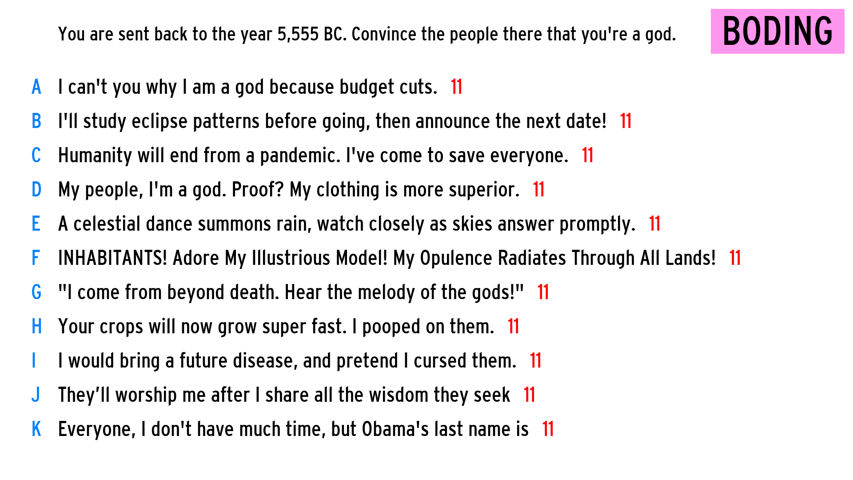 You are sent back to the year 5,555 BC. Convince the people there that you're a god.
BODING
A I can't you why I am a god because budget cuts. 11
B I'll study eclipse patterns before going, then announce the next date! 11
C Humanity will end from a pandemic. I've come to save everyone. 11
D My people, I'm a god. Proof? My clothing is more superior. 11
E A celestial dance summons rain, watch closely as skies answer promptly. 11
F INHABITANTS! Adore My Illustrious Model! My Opulence Radiates Through All Lands! 11
G "I come from beyond death. Hear the melody of the gods!" 11
H Your crops will now grow super fast. I pooped on them. 11
I I would bring a future disease, and pretend I cursed them. 11
J They’ll worship me after I share all the wisdom they seek 11
K Everyone, I don't have much time, but Obama's last name is 11